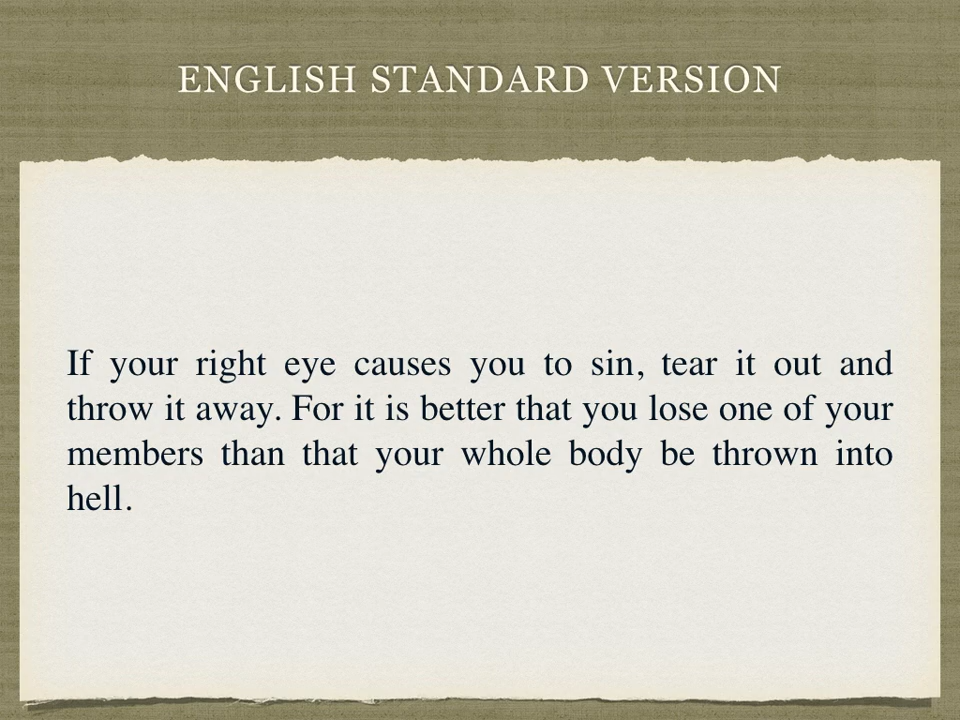 ENGLISH STANDARD VERSION
If your right eye causes you to sin, tear it out and
throw it away. For it is better that you lose one of your
members than that your whole body be thrown into
hell.